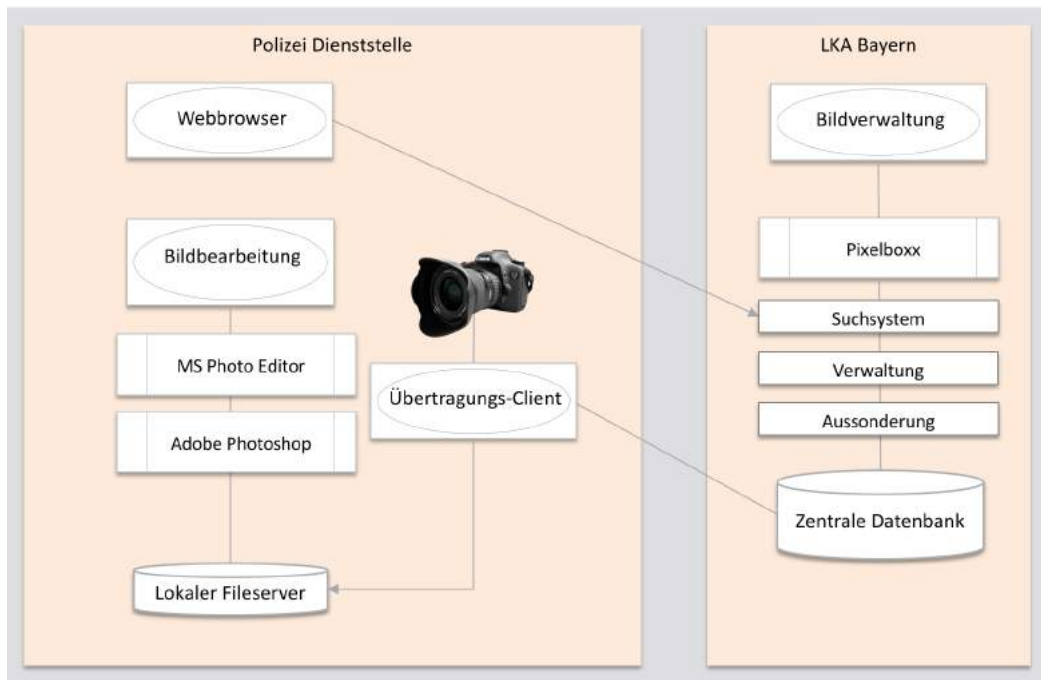 Polizei Dienststelle
Webbrowser
Bildbearbeitung
MS Photo Editor
Adobe Photoshop
Übertragungs-Client
Lokaler Fileserver
LKA Bayern
Bildverwaltung
Pixelboxx
Suchsystem
Verwaltung
Aussonderung
Zentrale Datenbank